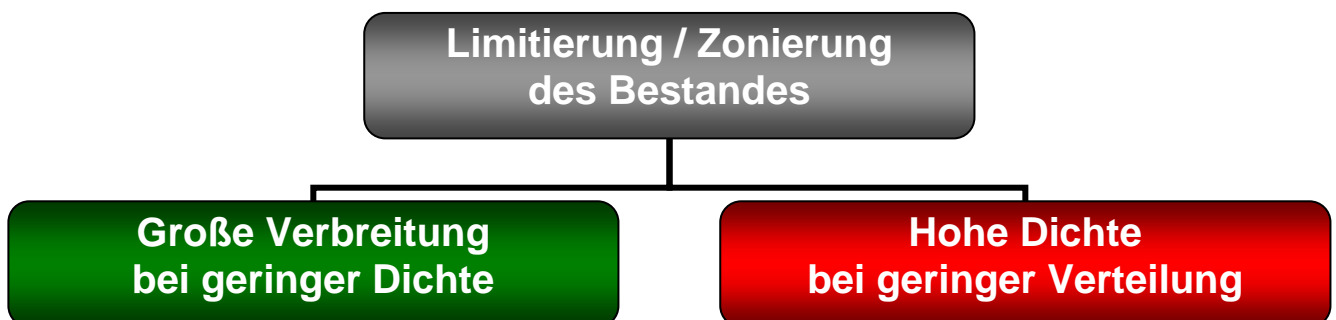 Limitierung / Zonierung
des Bestandes
Große Verbreitung
bei geringer Dichte
Hohe Dichte
bei geringer Verteilung